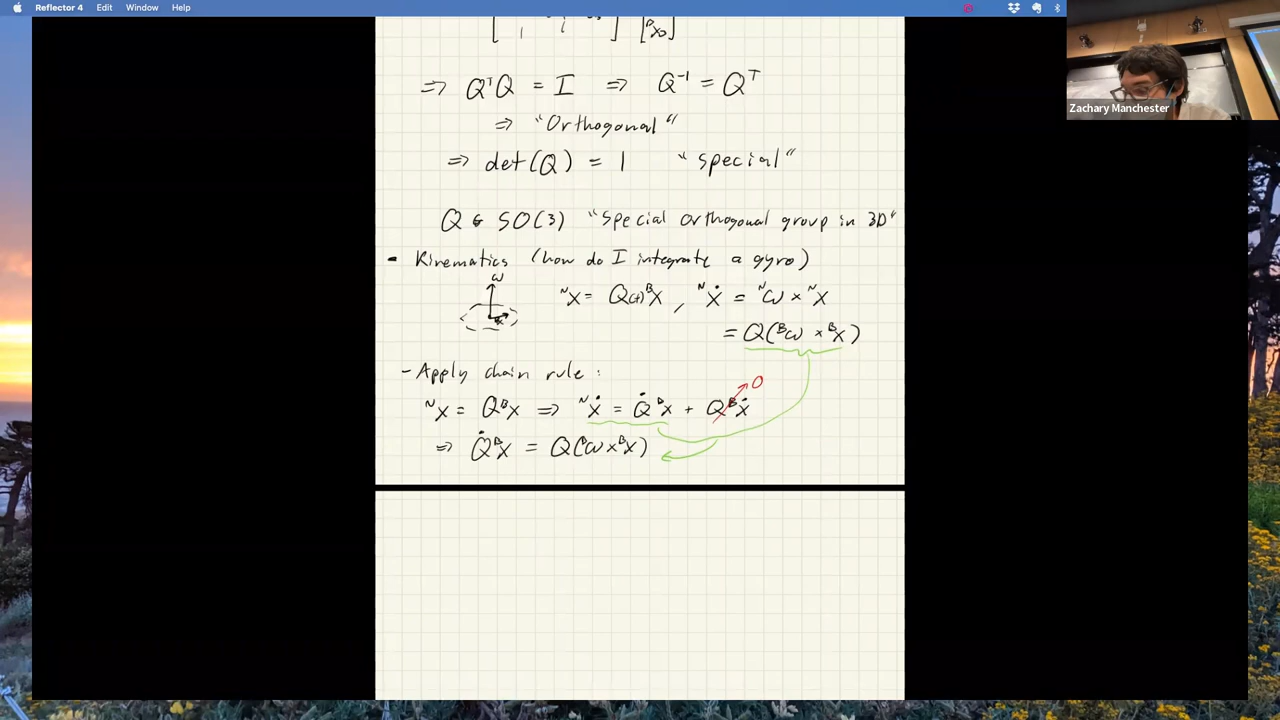 Reflector 4 Edit Window Help
Zachary Manchester
[ᴮx₃]
⇒ QᵀQ = I ⇒ Q⁻¹ = Qᵀ
⇒ "Orthogonal"
⇒ det(Q) = 1 "special"
Q ∈ SO(3) "Special orthogonal group in 3D"
- Kinematics (how do I integrate a gyro)
ω
x
ᴺx = Q(t)ᴮx , ᴺẋ = ᴺω × ᴺx
= Q(ᴮω × ᴮx)
- Apply chain rule:
0
ᴺx = Qᴮx ⇒ ᴺẋ = Q̇ᴮx + Qᴮẋ
⇒ Q̇ᴮx = Q(ᴮω×ᴮx)